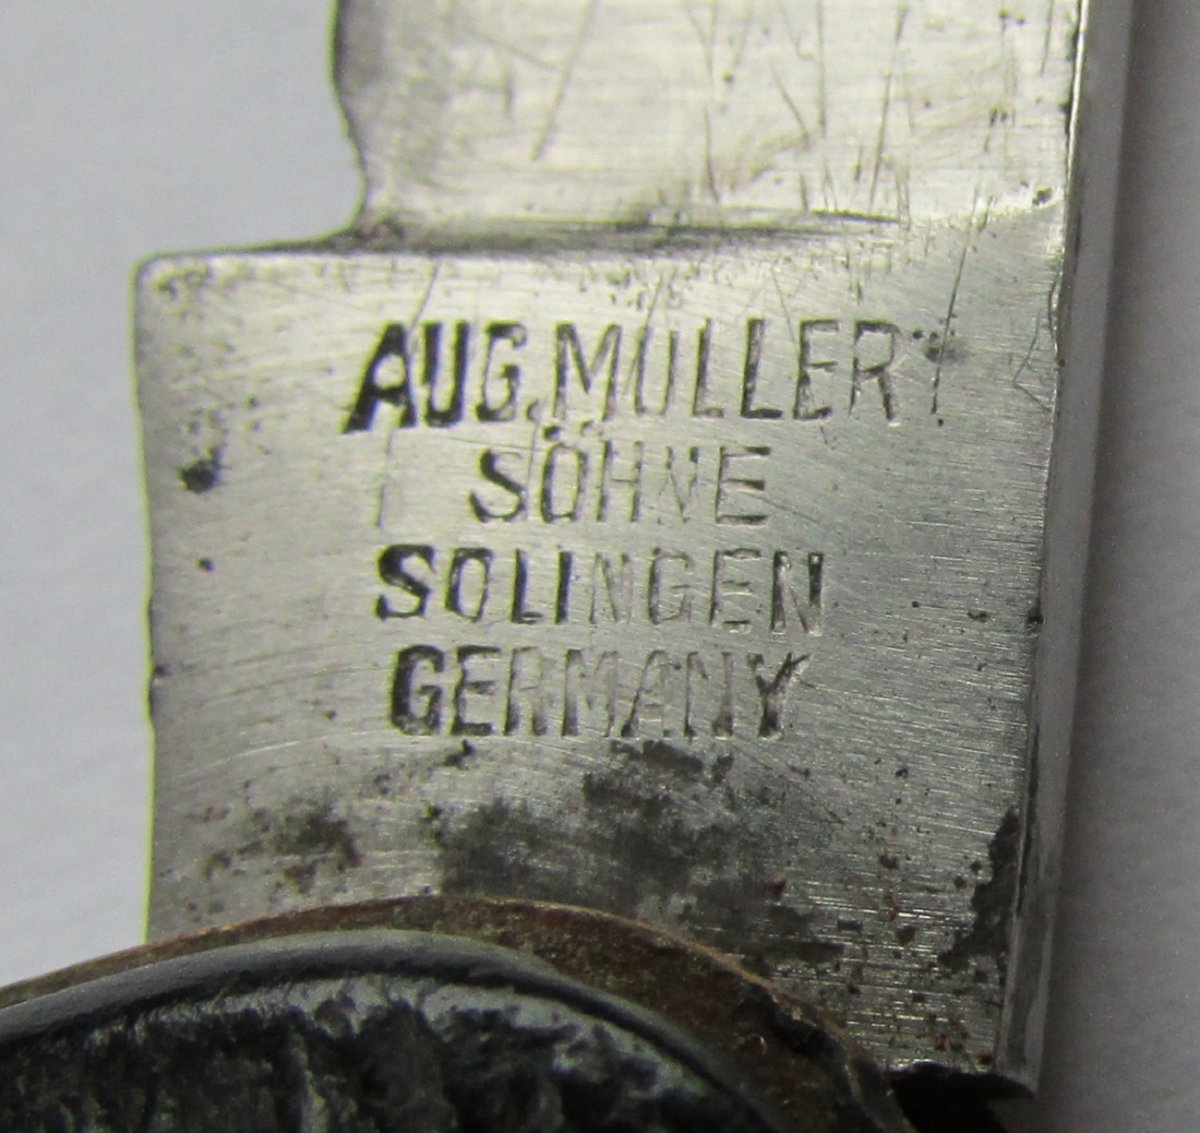 AUG. MULLER
SÖHNE
SOLINGEN
GERMANY